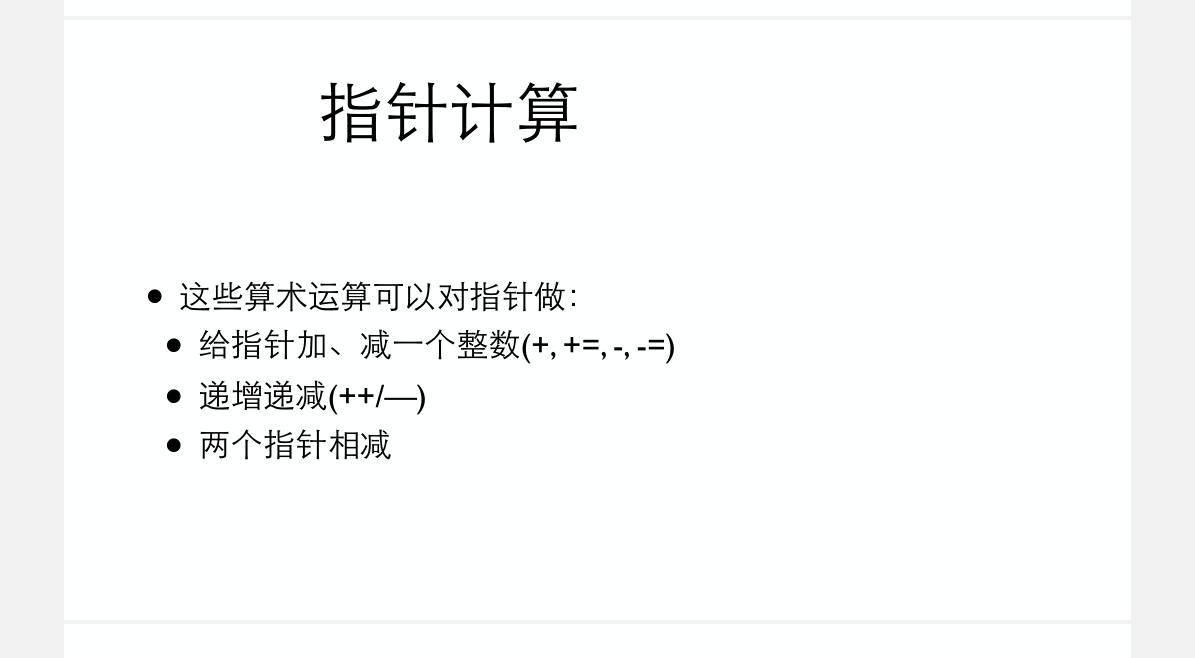 指针计算
• 这些算术运算可以对指针做：
• 给指针加、减一个整数(+, +=, -, -=)
• 递增递减(++/—)
• 两个指针相减